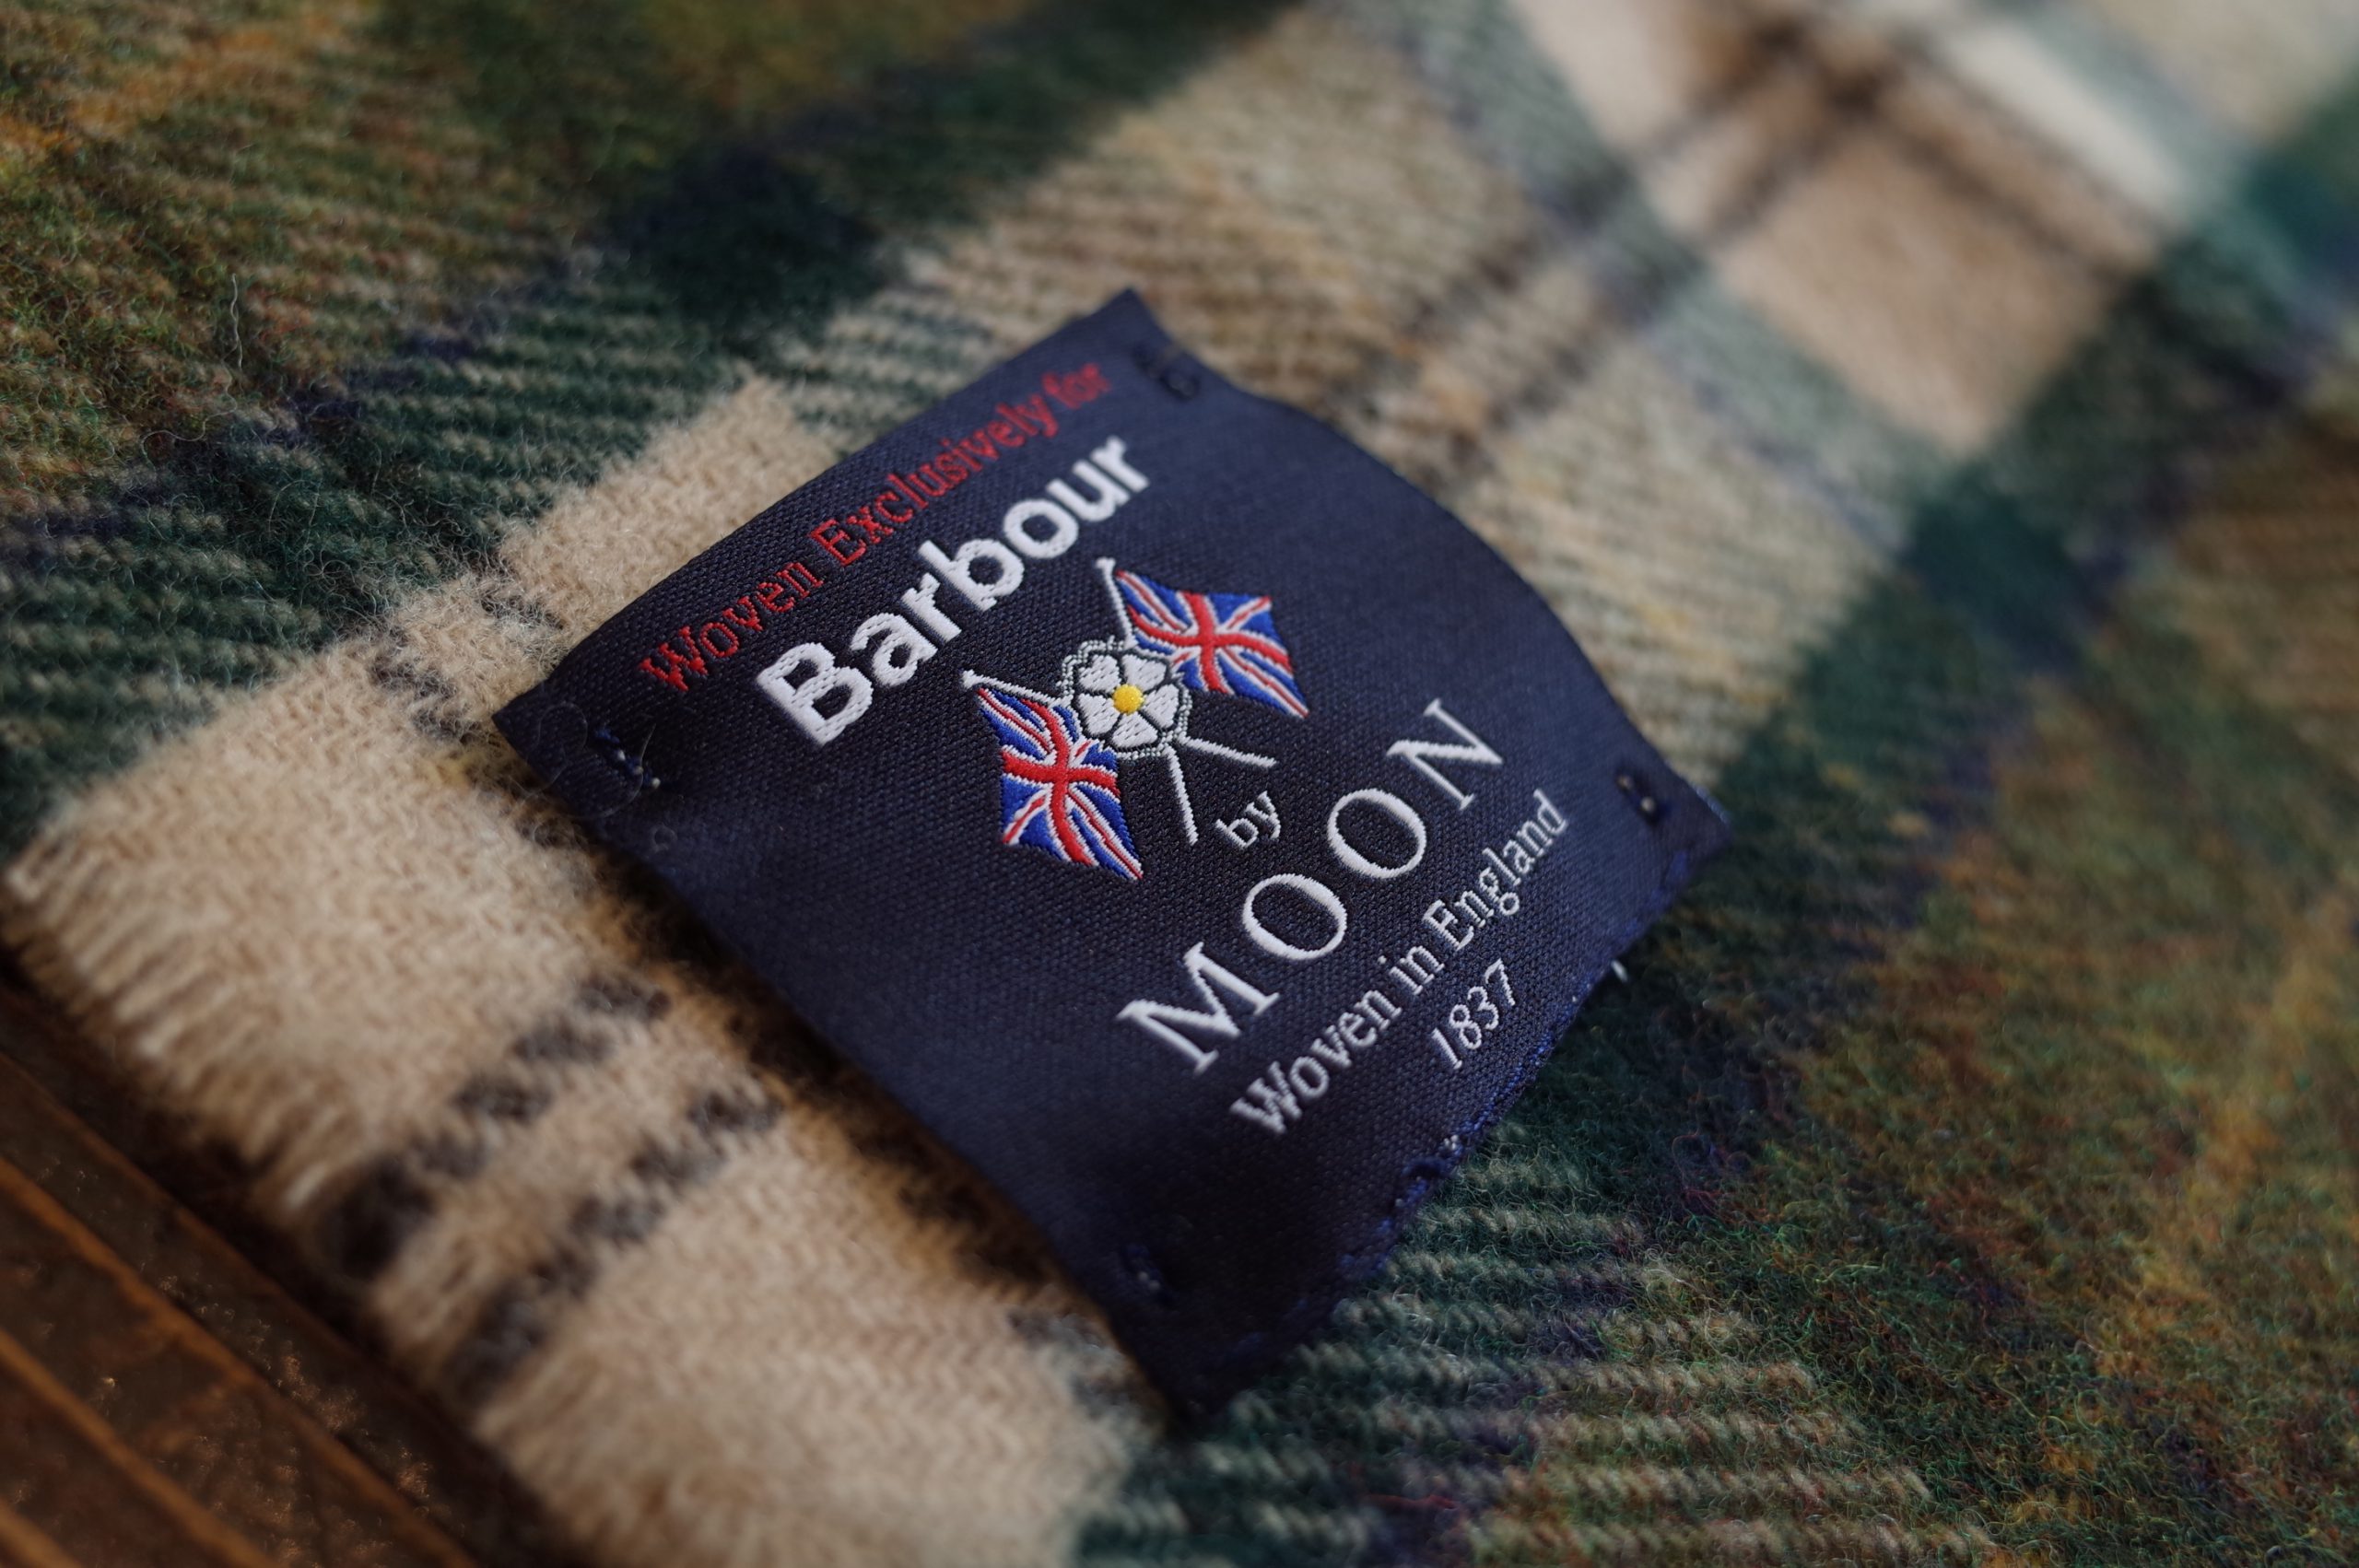 Woven Exclusively for
Barbour
by
MOON
Woven in England
1837